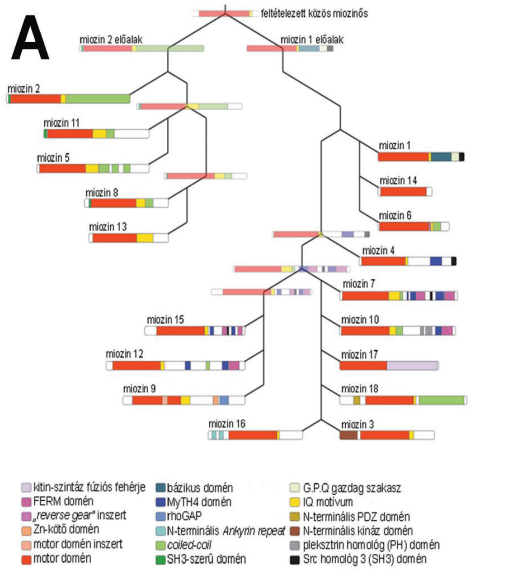 A
feltételezett közös miozinős
miozin 2 előalak
miozin 1 előalak
miozin 2
miozin 11
miozin 5
miozin 8
miozin 13
miozin 1
miozin 14
miozin 6
miozin 4
miozin 7
miozin 15
miozin 10
miozin 12
miozin 17
miozin 9
miozin 18
miozin 16
miozin 3
kitin-szintáz fúziós fehérje
FERM domén
„reverse gear" inszert
Zn-kötő domén
motor domén inszert
motor domén
bázikus domén
MyTH4 domén
rhoGAP
N-terminális Ankyrin repeat
coiled-coil
SH3-szerű domén
G.P.Q gazdag szakasz
IQ motívum
N-terminális PDZ domén
N-terminális kináz domén
pleksztrin homológ (PH) domén
Src homológ 3 (SH3) domén